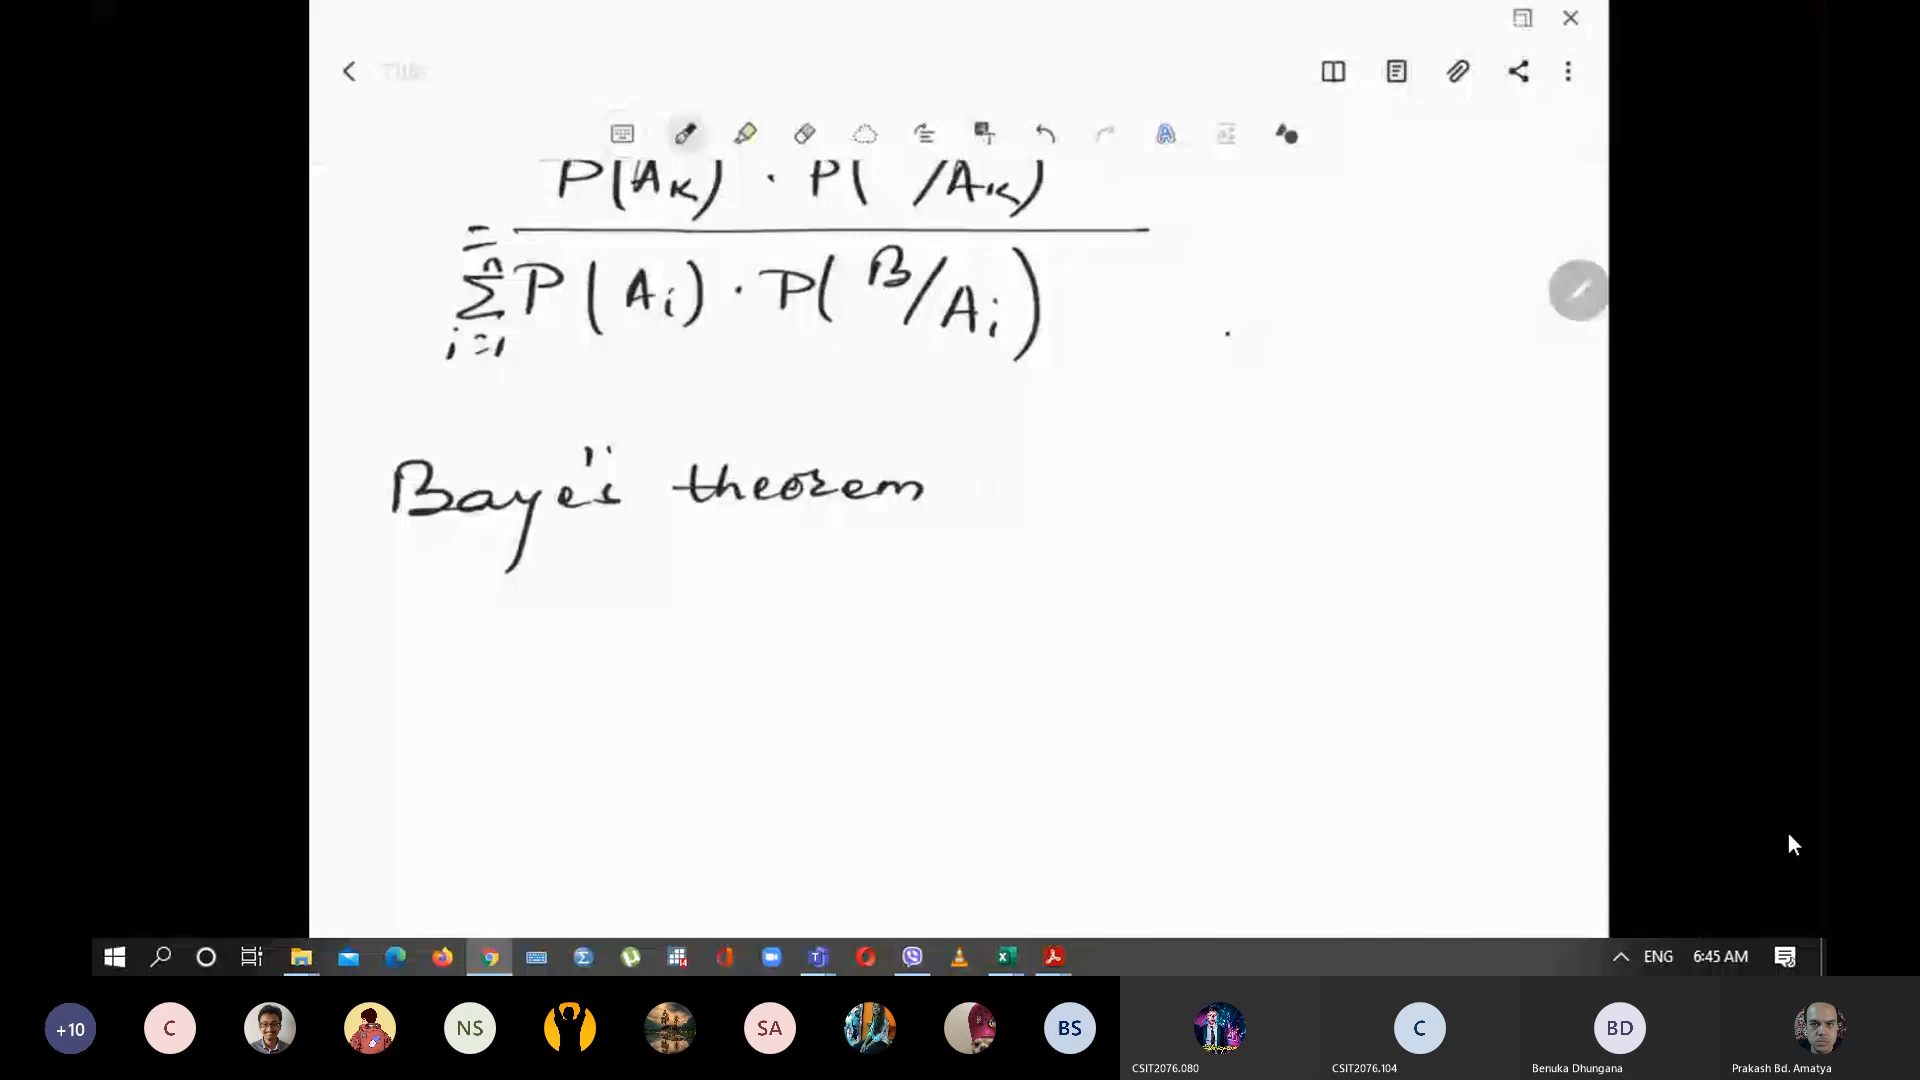 Title
P(Aₖ) · P( /Aₖ)
=
n
∑ P(Aᵢ) · P(B/Aᵢ)
i=1
Baye's theorem
ENG 6:45 AM
+10 C NS SA BS C BD
CSIT2076.080 CSIT2076.104 Benuka Dhungana Prakash Bd. Amatya